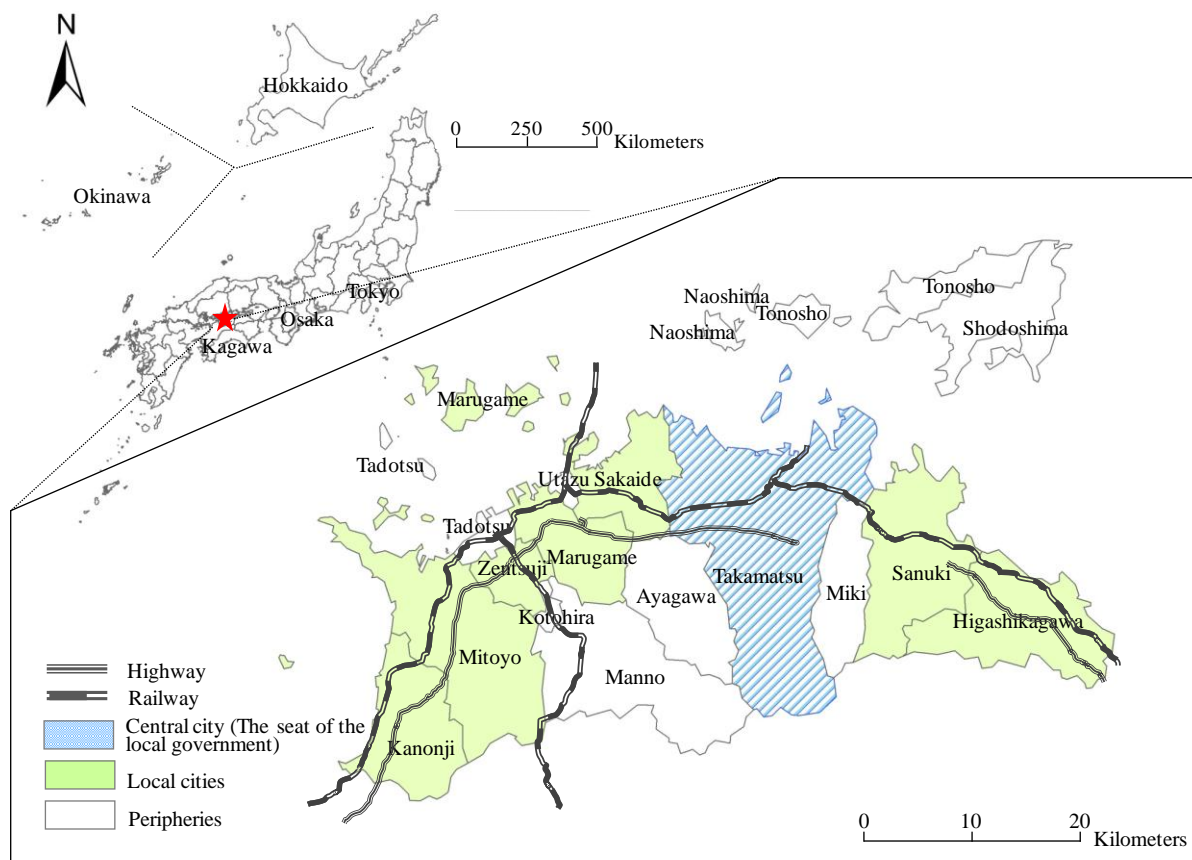 N
Hokkaido
0 250 500
Kilometers
Okinawa
Tokyo
Osaka
Kagawa
Tonosho
Naoshima
Tonosho
Naoshima
Shodoshima
Marugame
Tadotsu
Utazu Sakaide
Tadotsu
Marugame
Zentsuji
Takamatsu
Sanuki
Ayagawa
Miki
Kotohira
Higashikagawa
Mitoyo
Manno
Kanonji
Highway
Railway
Central city (The seat of the
local government)
Local cities
Peripheries
0 10 20
Kilometers